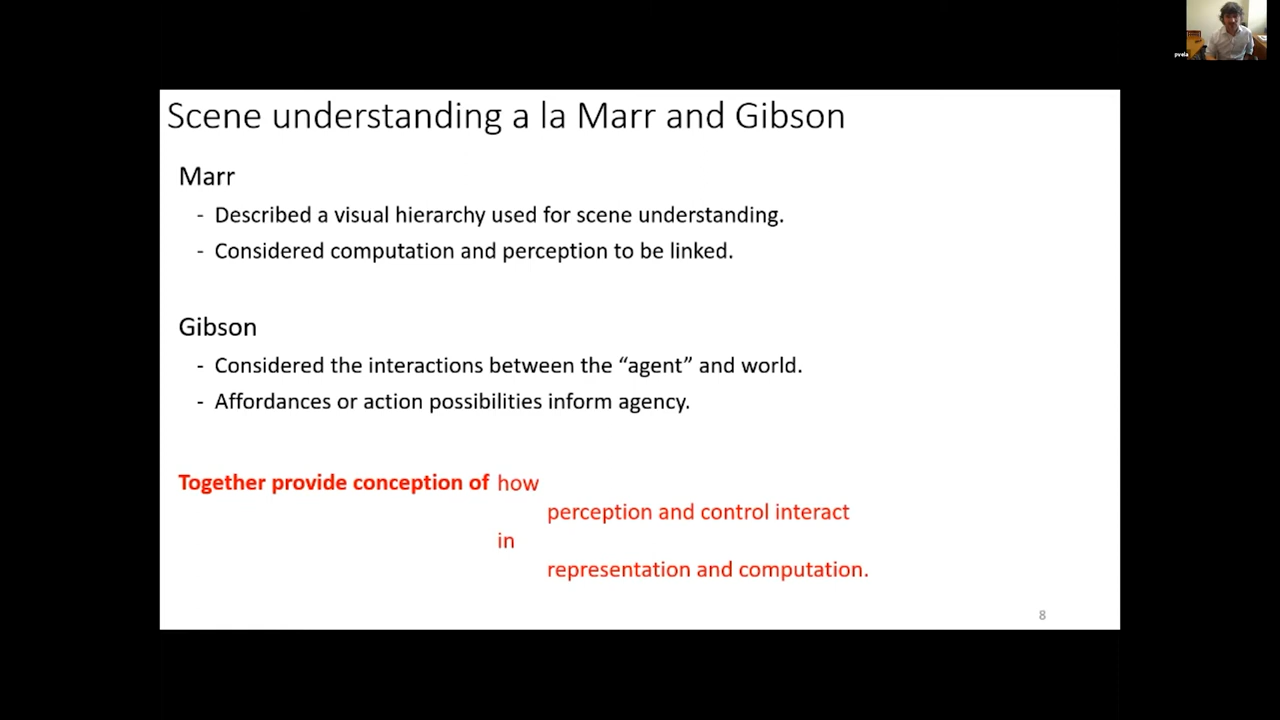 pvela
Scene understanding a la Marr and Gibson
Marr
- Described a visual hierarchy used for scene understanding.
- Considered computation and perception to be linked.
Gibson
- Considered the interactions between the “agent” and world.
- Affordances or action possibilities inform agency.
Together provide conception of how
perception and control interact
in
representation and computation.
8